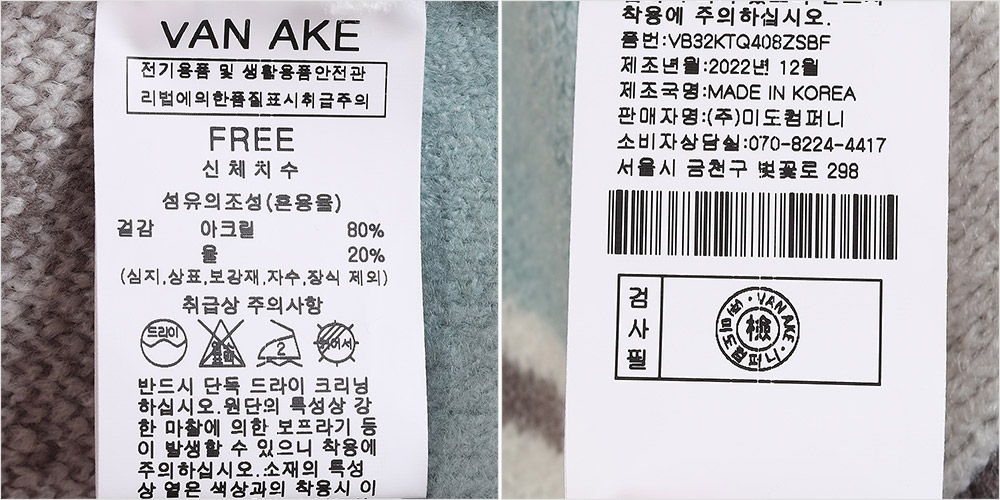 VAN AKE
전기용품 및 생활용품안전관
리법에의한품질표시취급주의
FREE
신체치수
섬유의조성(혼용율)
겉감 아크릴 80%
울 20%
(심지,상표,보강재,자수,장식 제외)
취급상 주의사항
드라이
2
반드시 단독 드라이 크리닝
하십시오.원단의 특성상 강
한 마찰에 의한 보프라기 등
이 발생할 수 있으니 착용에
주의하십시오.소재의 특성
상 옅은 색상과의 착용시 이
착용에 주의하십시오.
품번:VB32KTQ408ZSBF
제조년월:2022년 12월
제조국명:MADE IN KOREA
판매자명:(주)미도컴퍼니
소비자상담실:070-8224-4417
서울시 금천구 벚꽃로 298
검사필
VAN AKE
檢
미도컴퍼니